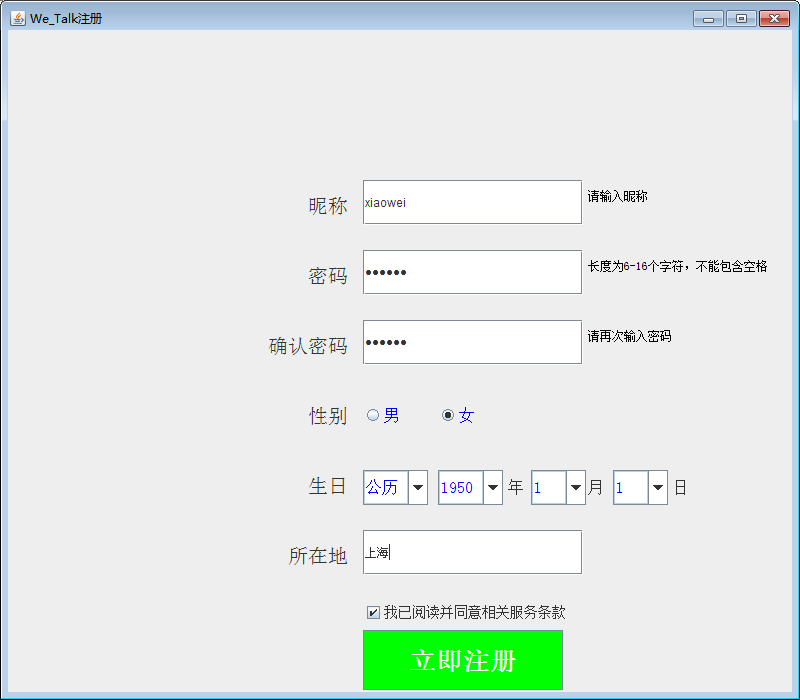 We_Talk注册
昵称 xiaowei 请输入昵称
密码 •••••• 长度为6-16个字符，不能包含空格
确认密码 •••••• 请再次输入密码
性别 男 女
生日 公历 1950 年 1 月 1 日
所在地 上海
我已阅读并同意相关服务条款
立即注册